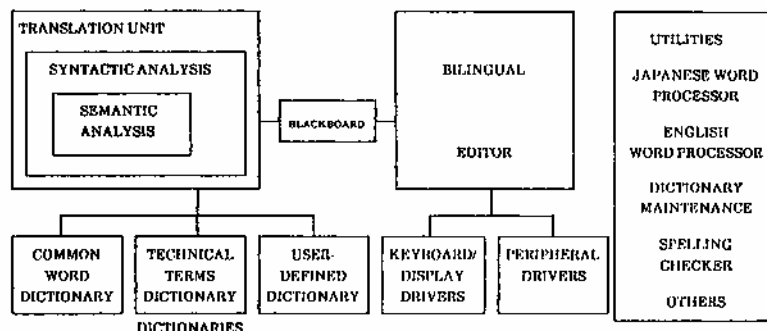 TRANSLATION UNIT
SYNTACTIC ANALYSIS
SEMANTIC
ANALYSIS
BLACKBOARD
BILINGUAL
EDITOR
UTILITIES
JAPANESE WORD
PROCESSOR
ENGLISH
WORD PROCESSOR
DICTIONARY
MAINTENANCE
SPELLING
CHECKER
OTHERS
COMMON
WORD
DICTIONARY
TECHNICAL
TERMS
DICTIONARY
USER-
DEFINED
DICTIONARY
KEYBOARD/
DISPLAY
DRIVERS
PERIPHERAL
DRIVERS
DICTIONARIES